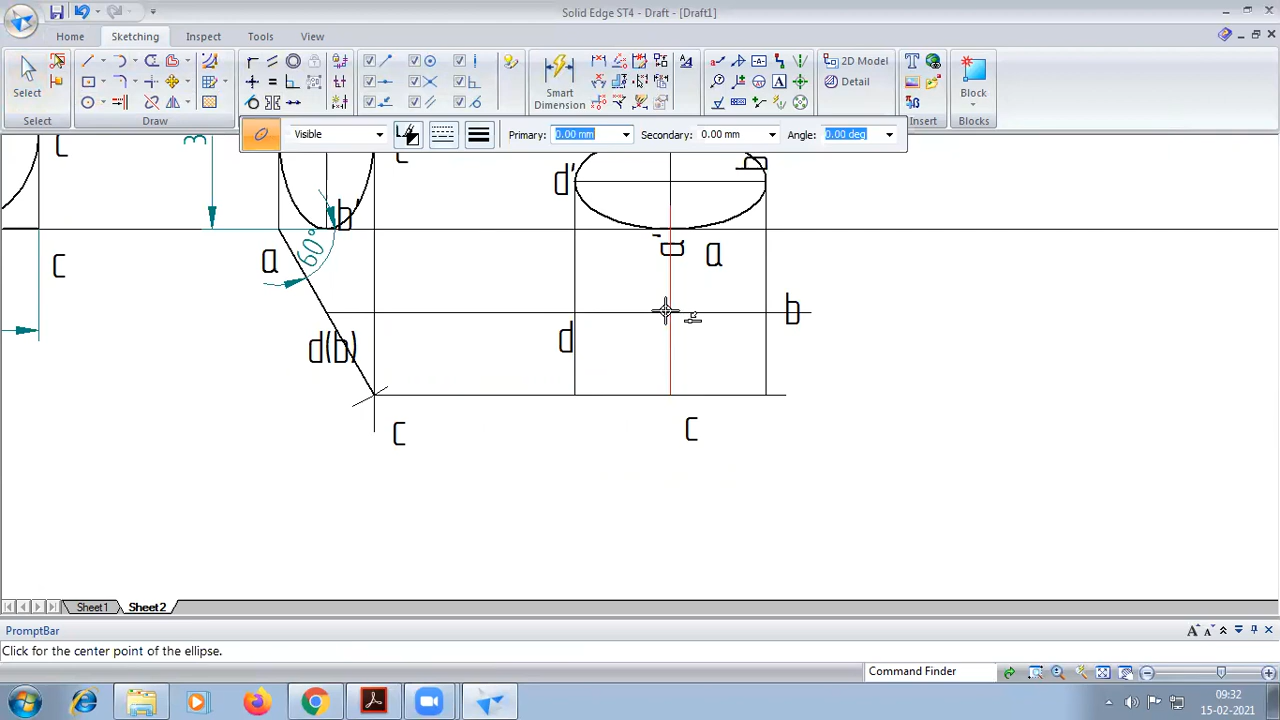 Solid Edge ST4 - Draft - [Draft1]
Home Sketching Inspect Tools View
Select
Smart
Dimension
2D Model
Detail
Block
Select Draw Insert Blocks
Visible Primary: 0.00 mm Secondary: 0.00 mm Angle: 0.00 deg
3
d'
b'
a'
a
60°
a
c
b
d
d(b)
c
c
Sheet1 Sheet2
PromptBar
Click for the center point of the ellipse.
Command Finder
09:32
15-02-2021